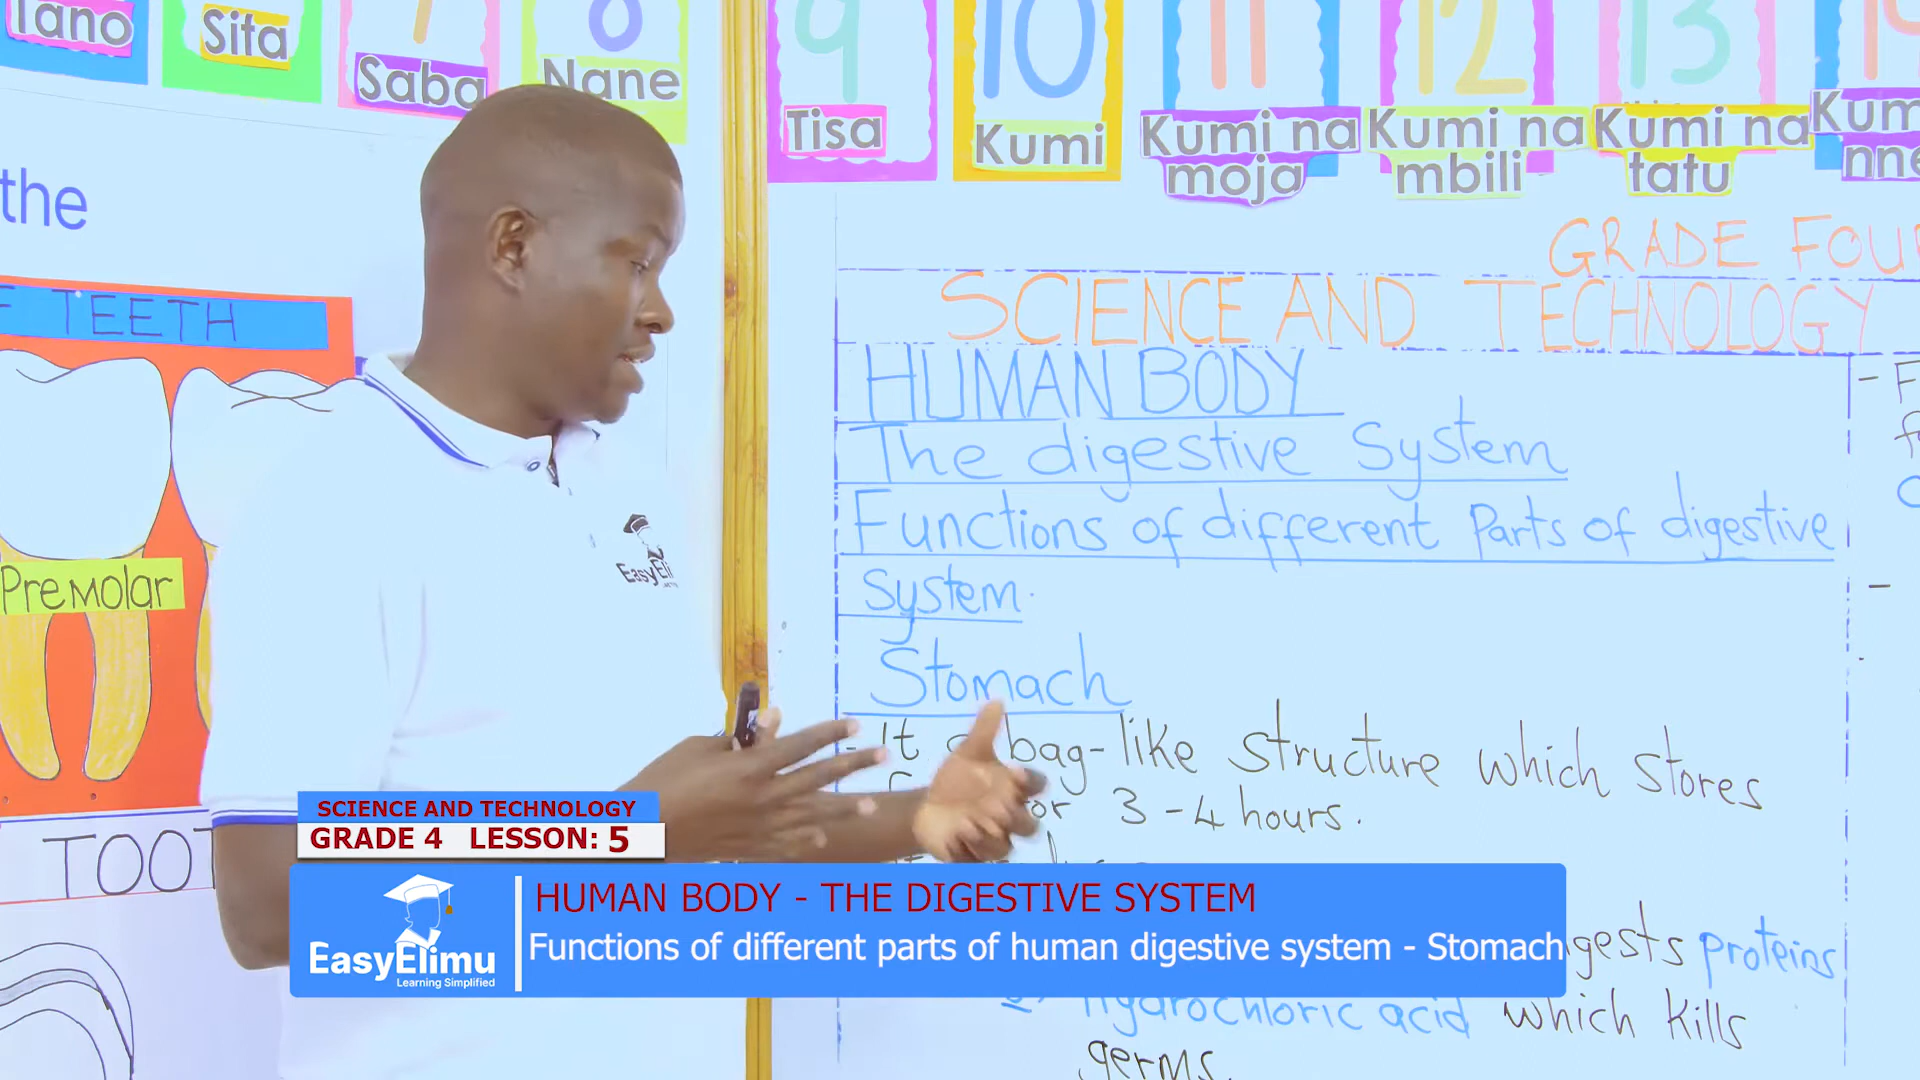 Tano
Sita
7
Saba
8
Nane
9
Tisa
10
Kumi
11
Kumi na
moja
12
Kumi na
mbili
13
Kumi na
tatu
14
the
TEETH
Premolar
EasyEli
GRADE FOU
SCIENCE AND TECHNOLOGY
HUMAN BODY
The digestive System
Functions of different Parts of digestive
System.
Stomach
- It bag-like structure which stores
3-4 hours.
proteins
Hydrochloric acid which kills
germs.
SCIENCE AND TECHNOLOGY
GRADE 4 LESSON: 5
HUMAN BODY - THE DIGESTIVE SYSTEM
Functions of different parts of human digestive system - Stomach
EasyElimu
Learning Simplified